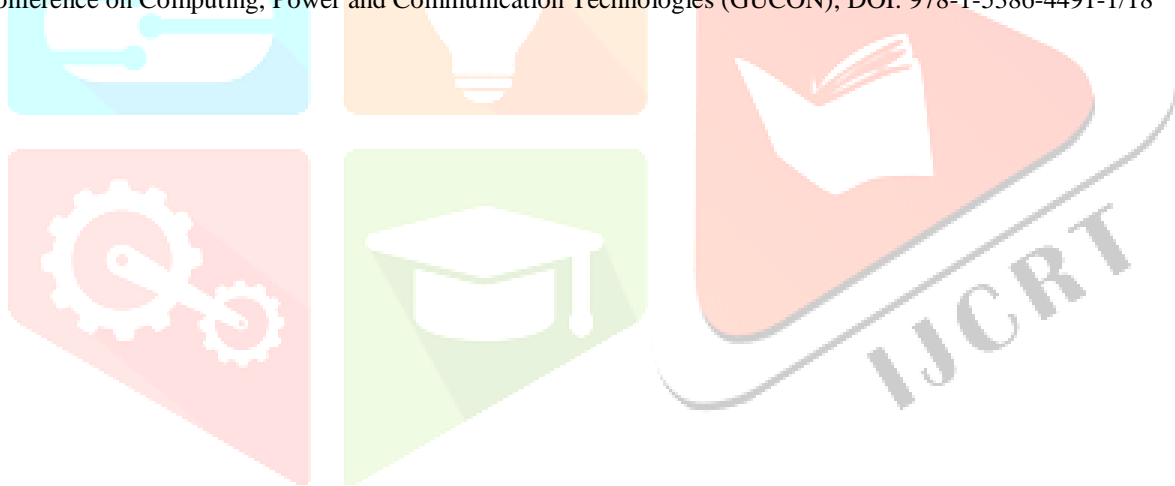 onference on Computing, Power and Communication Technologies (GUCON), DOI: 978-1-5386-4491-1/18
IJCRT